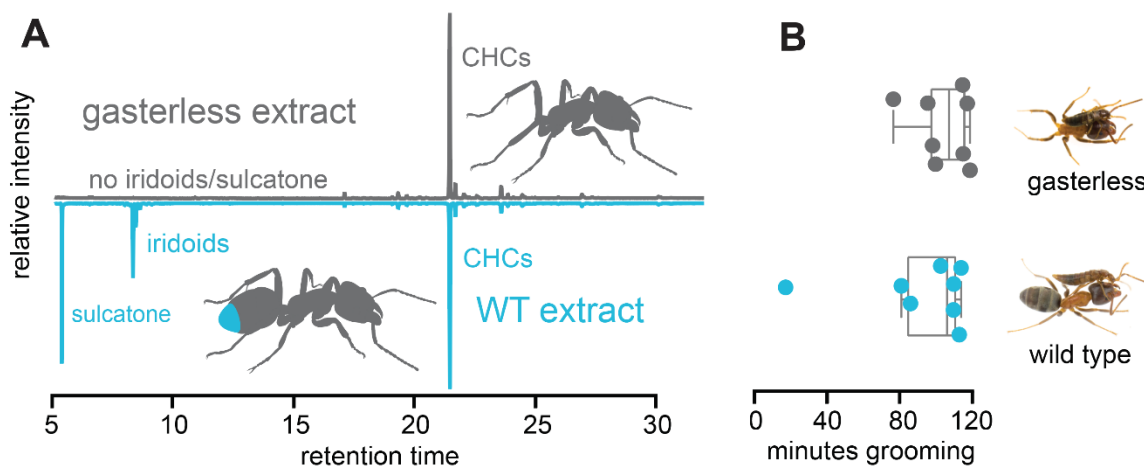 A
B
CHCs
gasterless extract
no iridoids/sulcatone
relative intensity
iridoids
sulcatone
CHCs
WT extract
5 10 15 20 25 30
retention time
gasterless
wild type
0 40 80 120
minutes grooming